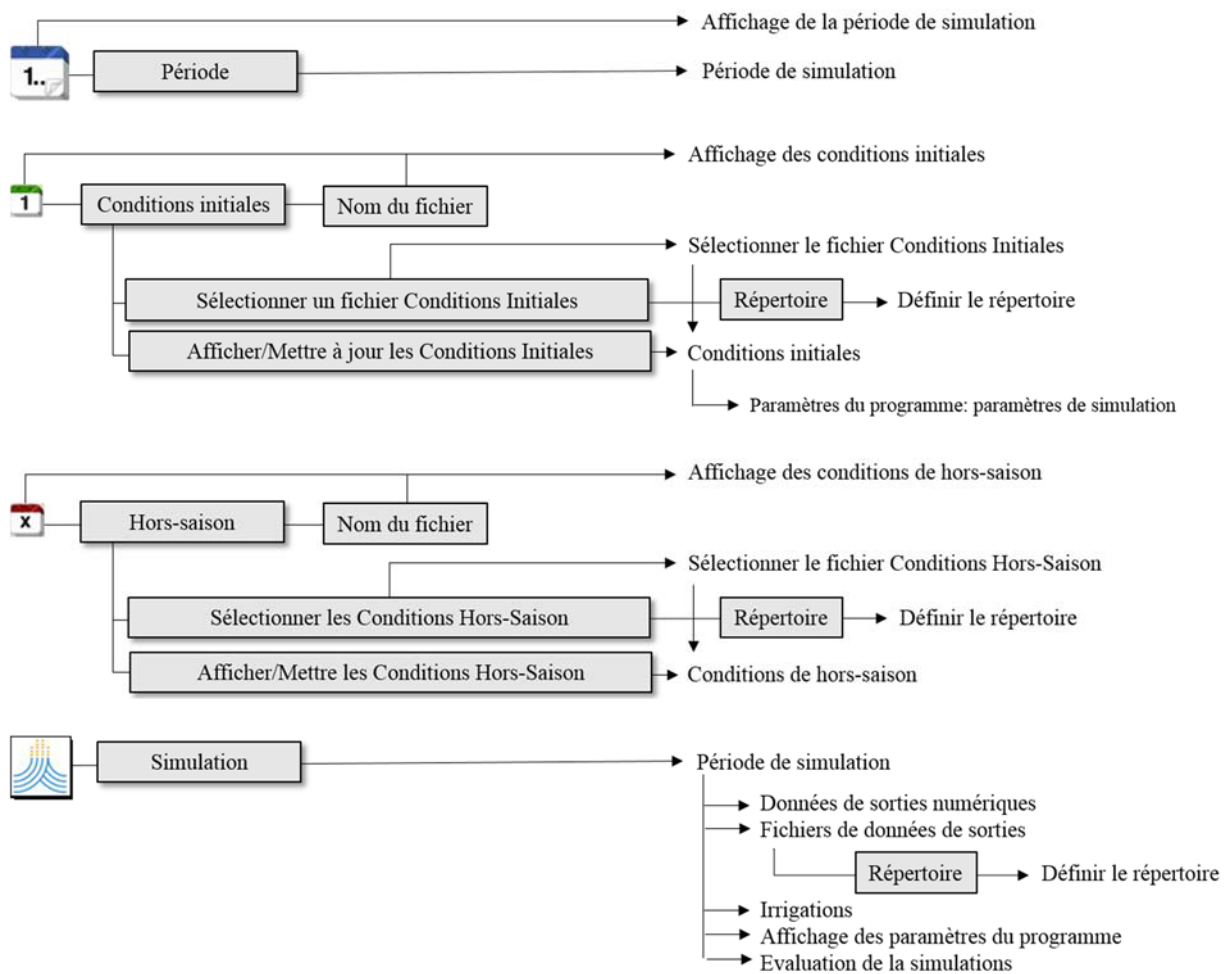 Affichage de la période de simulation
1..
Période
Période de simulation
Affichage des conditions initiales
1
Conditions initiales
Nom du fichier
Sélectionner le fichier Conditions Initiales
Sélectionner un fichier Conditions Initiales
Répertoire
Définir le répertoire
Afficher/Mettre à jour les Conditions Initiales
Conditions initiales
Paramètres du programme: paramètres de simulation
Affichage des conditions de hors-saison
X
Hors-saison
Nom du fichier
Sélectionner le fichier Conditions Hors-Saison
Sélectionner les Conditions Hors-Saison
Répertoire
Définir le répertoire
Afficher/Mettre les Conditions Hors-Saison
Conditions de hors-saison
Simulation
Période de simulation
Données de sorties numériques
Fichiers de données de sorties
Répertoire
Définir le répertoire
Irrigations
Affichage des paramètres du programme
Evaluation de la simulations